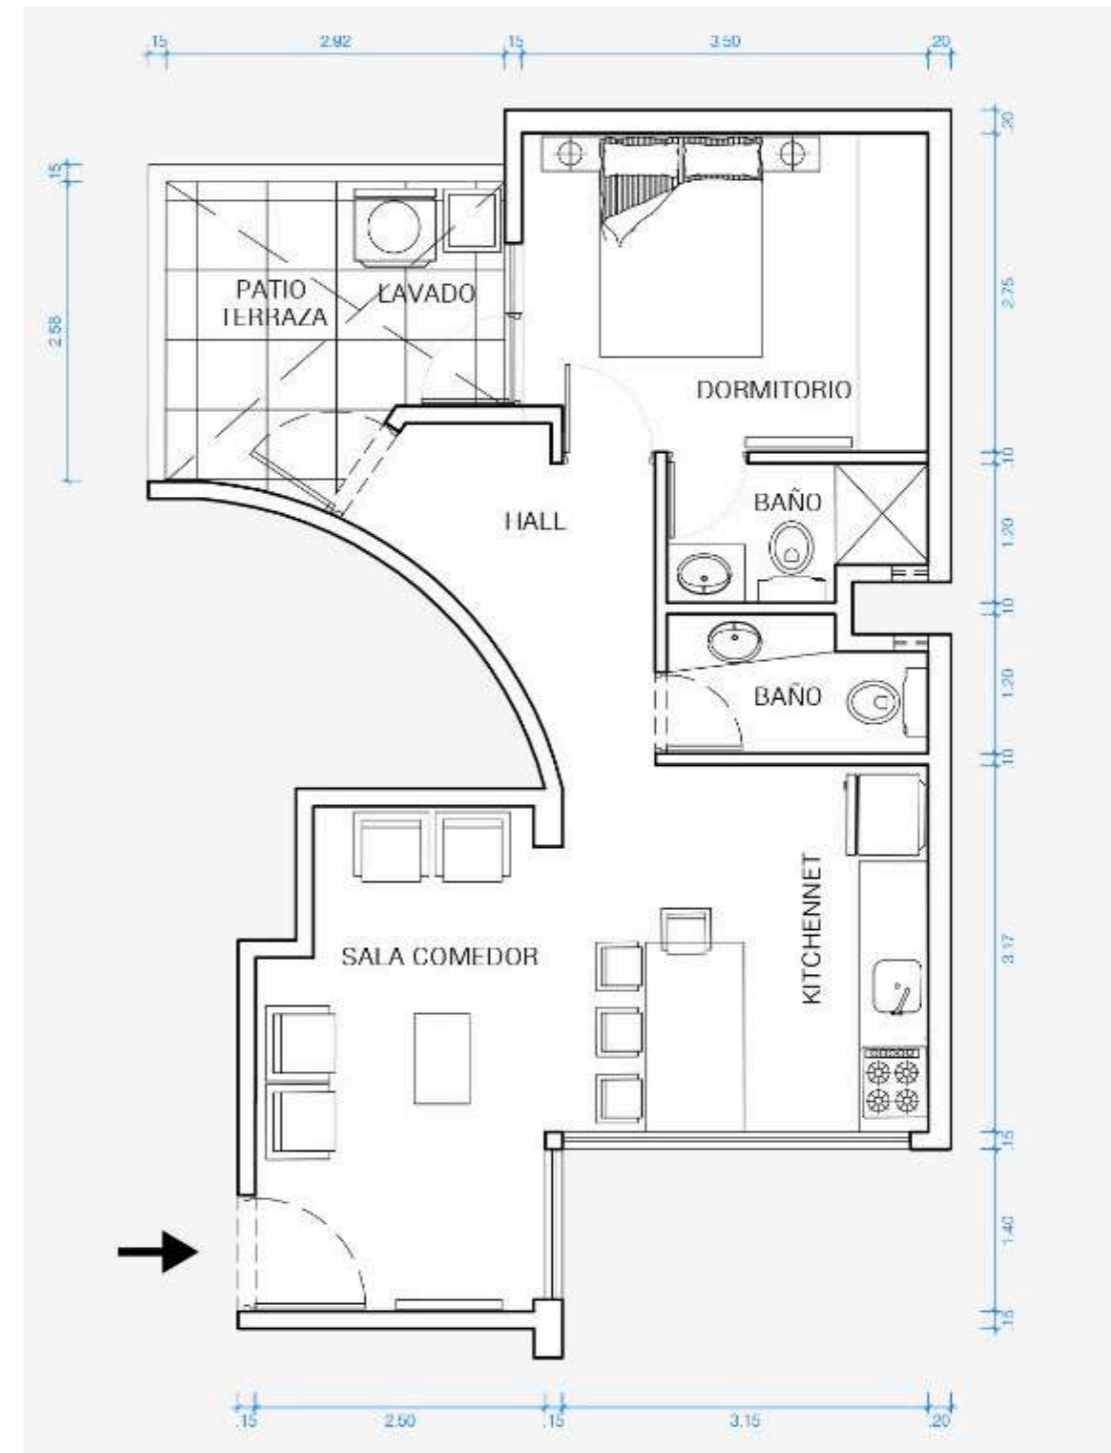 .15 2.92 .15 3.50 .20
.20
.15
2.75
PATIO
TERRAZA
LAVADO
2.58
DORMITORIO
.10
BAÑO
HALL
1.20
.10
1.20
BAÑO
.10
KITCHENNET
SALA COMEDOR
3.17
.15
1.40
.15
.15 2.50 .15 3.15 .20